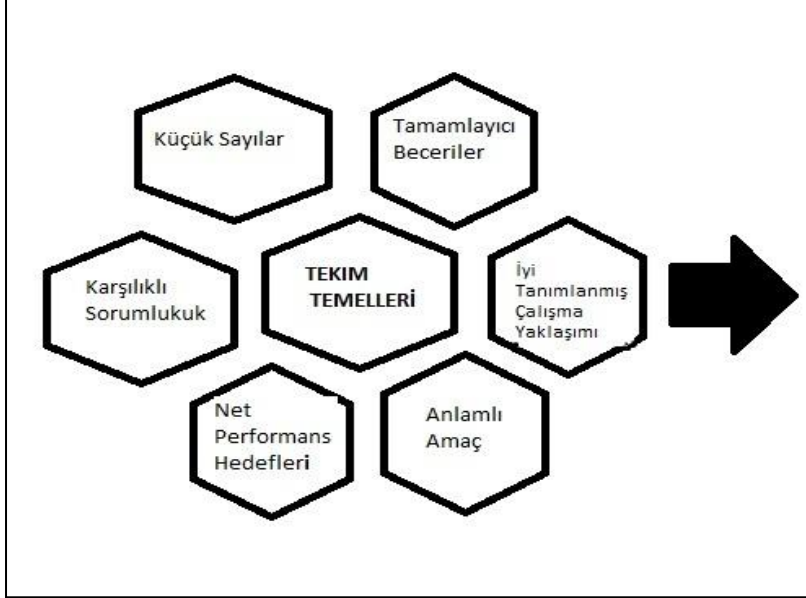 Küçük Sayılar
Tamamlayıcı
Beceriler
Karşılıklı
Sorumlukuk
TEKIM
TEMELLERİ
İyi
Tanımlanmış
Çalışma
Yaklaşımı
Net
Performans
Hedefleri
Anlamlı
Amaç